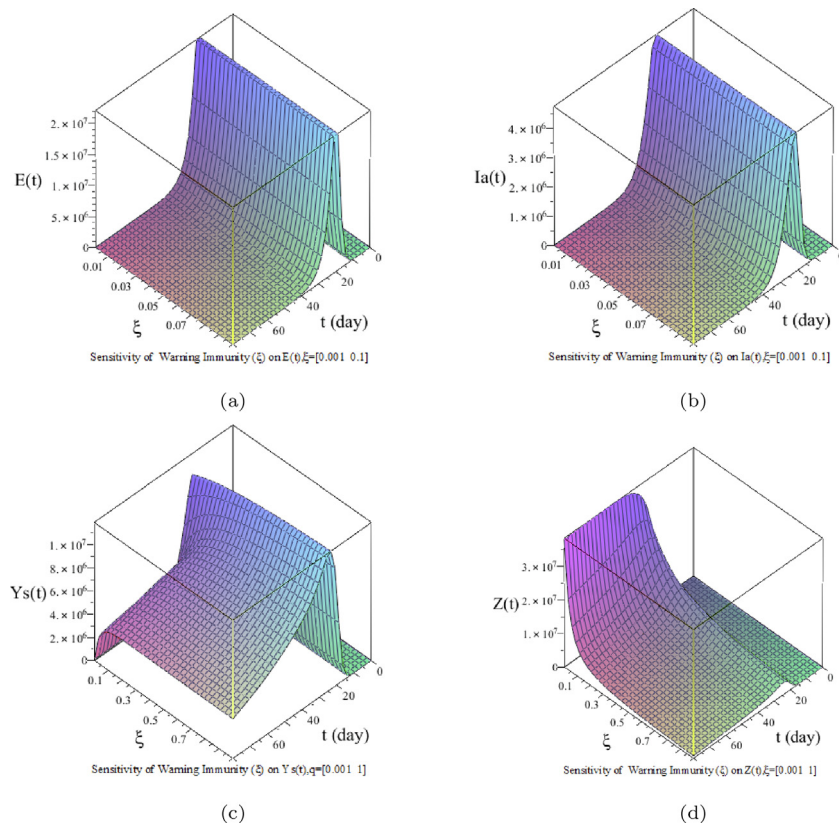 2. × 10⁷
1.5 × 10⁷
E(t) 1. × 10⁷
5. × 10⁶
0
0.01
0.03
0.05
0.07
ξ
60
40
20
0
t (day)
Sensitivity of Warning Immunity (ξ) on E(t),ξ=[0.001 0.1]
(a)
4. × 10⁶
3. × 10⁶
Ia(t)
2. × 10⁶
1. × 10⁶
0
0.01
0.03
0.05
0.07
ξ
60
40
20
0
t (day)
Sensitivity of Warning Immunity (ξ) on Ia(t),ξ=[0.001 0.1]
(b)
1. × 10⁷
8. × 10⁶
Ys(t) 6. × 10⁶
4. × 10⁶
2. × 10⁶
0
0.1
0.3
0.5
0.7
ξ
60
40
20
0
t (day)
Sensitivity of Warning Immunity (ξ) on Ys(t),q=[0.001 1]
(c)
3. × 10⁷
2. × 10⁷
Z(t)
1. × 10⁷
0
0.1
0.3
0.5
0.7
ξ
60
40
20
0
t (day)
Sensitivity of Warning Immunity (ξ) on Z(t),ξ=[0.001 1]
(d)